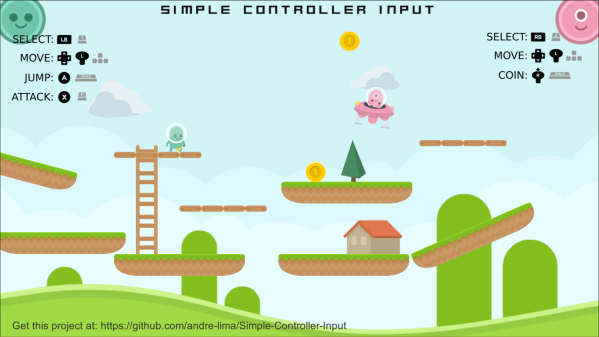 SIMPLE CONTROLLER INPUT
SELECT: LB
MOVE: L
JUMP: A
ATTACK: X
SELECT: RB
MOVE: L
COIN: R
Get this project at: https://github.com/andre-lima/Simple-Controller-Input